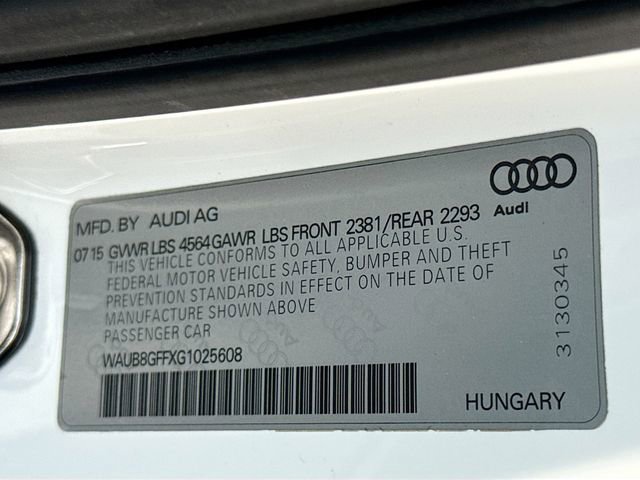 Audi
MFD. BY AUDI AG
07 15 GVWR LBS 4564 GAWR LBS FRONT 2381/REAR 2293
THIS VEHICLE CONFORMS TO ALL APPLICABLE U.S.
FEDERAL MOTOR VEHICLE SAFETY, BUMPER AND THEFT
PREVENTION STANDARDS IN EFFECT ON THE DATE OF
MANUFACTURE SHOWN ABOVE
PASSENGER CAR
WAUB8GFFXG1025608
HUNGARY
3130345